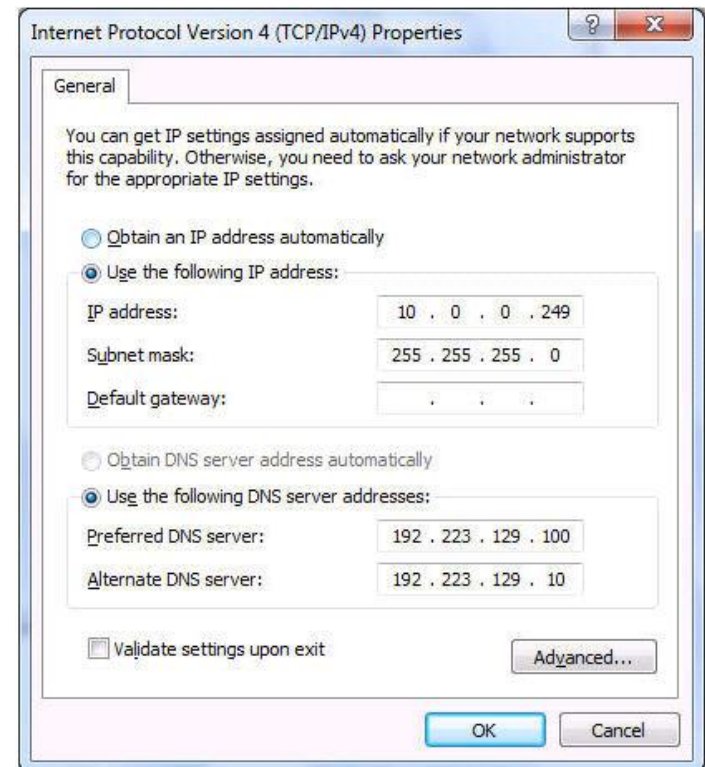 Internet Protocol Version 4 (TCP/IPv4) Properties
General
You can get IP settings assigned automatically if your network supports
this capability. Otherwise, you need to ask your network administrator
for the appropriate IP settings.
Obtain an IP address automatically
Use the following IP address:
IP address: 10 . 0 . 0 . 249
Subnet mask: 255 . 255 . 255 . 0
Default gateway: . . .
Obtain DNS server address automatically
Use the following DNS server addresses:
Preferred DNS server: 192 . 223 . 129 . 100
Alternate DNS server: 192 . 223 . 129 . 10
Validate settings upon exit
Advanced...
OK Cancel